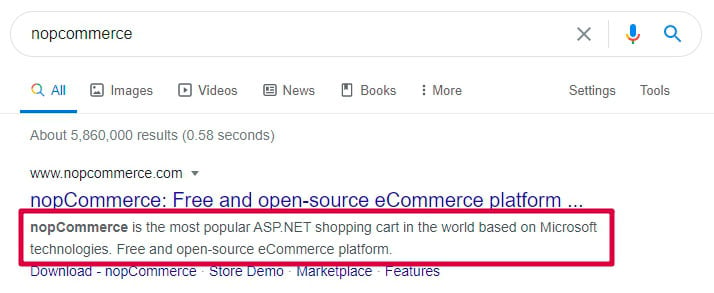 nopcommerce
All Images Videos News Books More Settings Tools
About 5,860,000 results (0.58 seconds)
www.nopcommerce.com
nopCommerce: Free and open-source eCommerce platform ...
nopCommerce is the most popular ASP.NET shopping cart in the world based on Microsoft
technologies. Free and open-source eCommerce platform.
Download - nopCommerce · Store Demo · Marketplace · Features